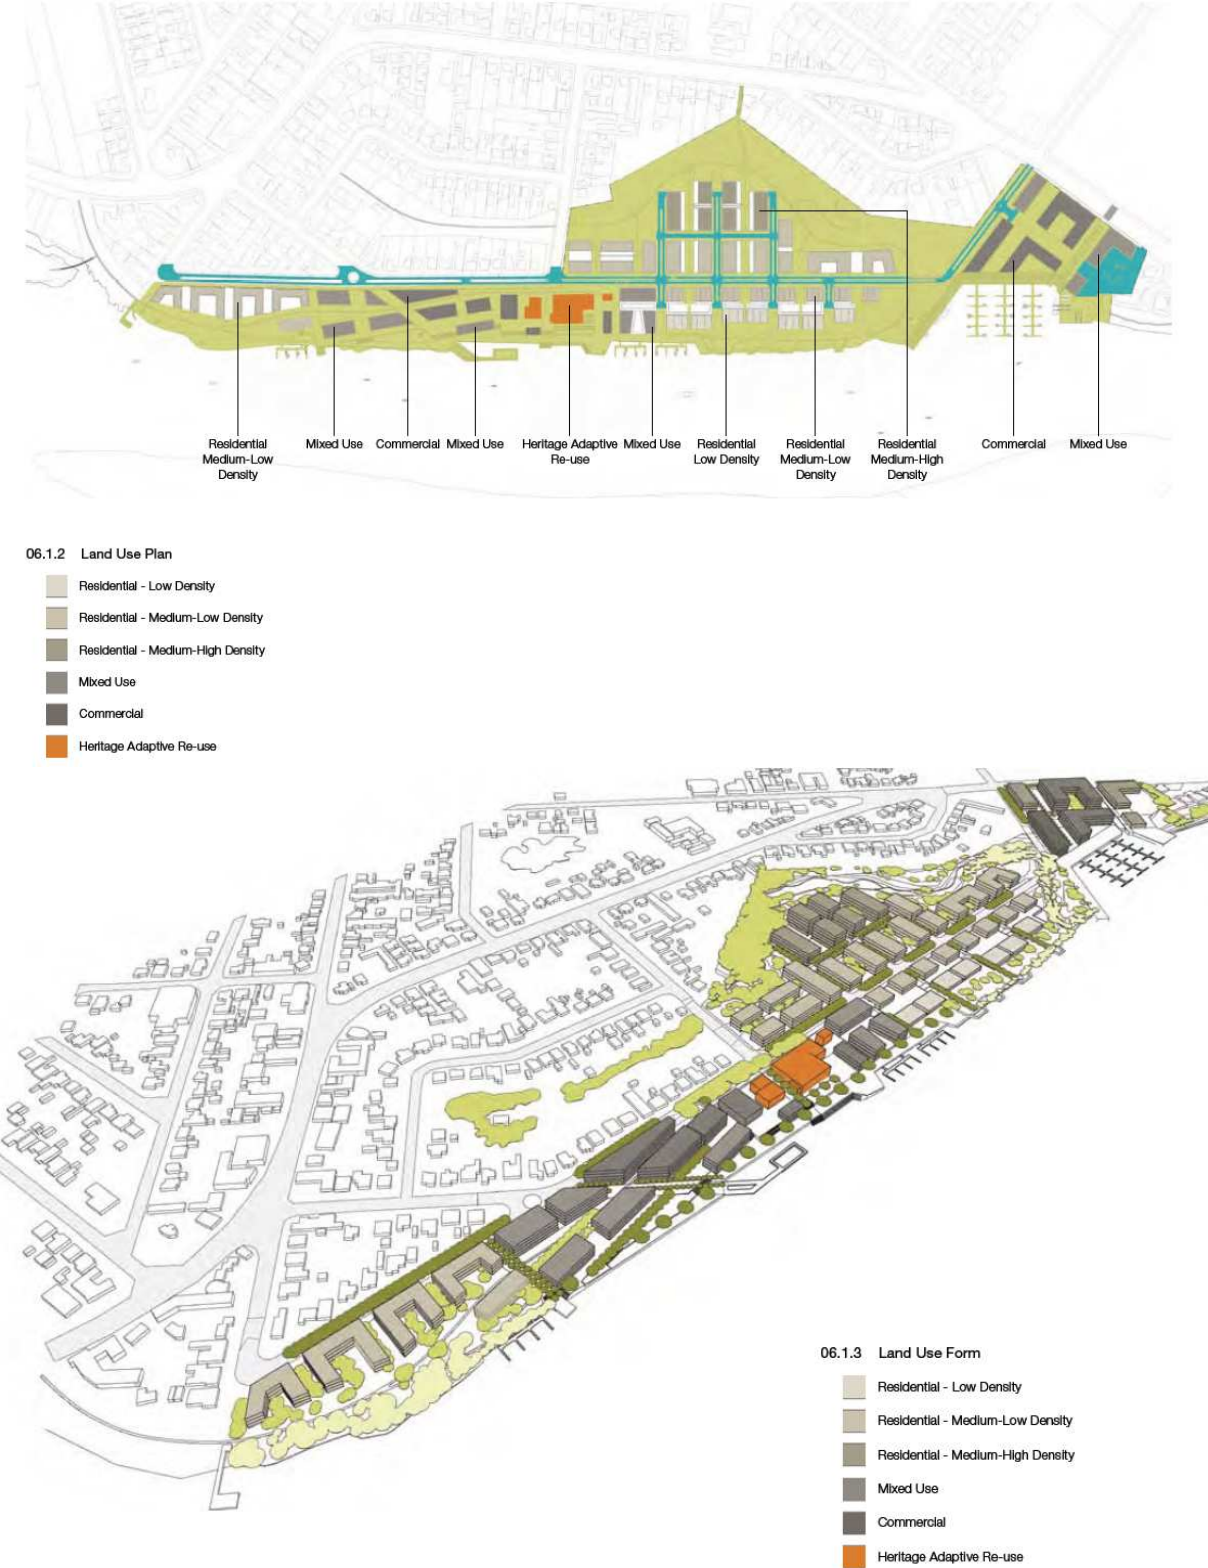 Residential
Medium-Low
Density
Mixed Use
Commercial
Mixed Use
Heritage Adaptive
Re-use
Mixed Use
Residential
Low Density
Residential
Medium-Low
Density
Residential
Medium-High
Density
Commercial
Mixed Use
06.1.2 Land Use Plan
Residential - Low Density
Residential - Medium-Low Density
Residential - Medium-High Density
Mixed Use
Commercial
Heritage Adaptive Re-use
06.1.3 Land Use Form
Residential - Low Density
Residential - Medium-Low Density
Residential - Medium-High Density
Mixed Use
Commercial
Heritage Adaptive Re-use